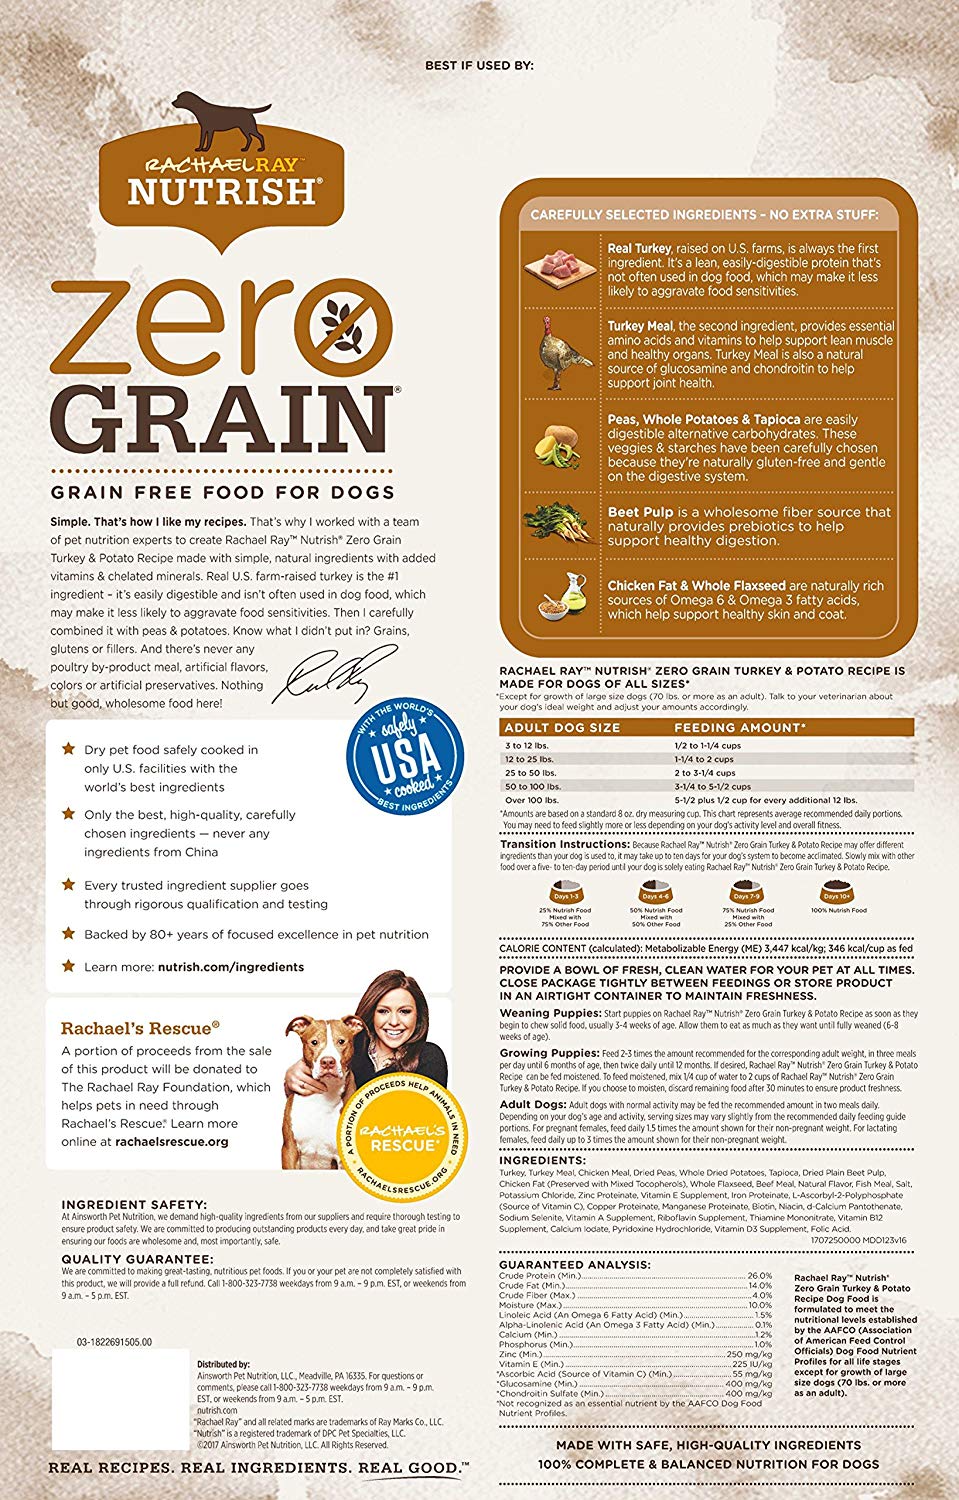 BEST IF USED BY:
RACHAELRAY™
NUTRISH®
zero
GRAIN®
GRAIN FREE FOOD FOR DOGS
Simple. That's how I like my recipes. That's why I worked with a team
of pet nutrition experts to create Rachael Ray™ Nutrish® Zero Grain
Turkey & Potato Recipe made with simple, natural ingredients with added
vitamins & chelated minerals. Real U.S. farm-raised turkey is the #1
ingredient – it's easily digestible and isn't often used in dog food, which
may make it less likely to aggravate food sensitivities. Then I carefully
combined it with peas & potatoes. Know what I didn't put in? Grains,
glutens or fillers. And there's never any
poultry by-product meal, artificial flavors,
colors or artificial preservatives. Nothing
but good, wholesome food here!
WITH THE WORLD'S
safely
USA
cooked
BEST INGREDIENTS
Dry pet food safely cooked in
only U.S. facilities with the
world's best ingredients
Only the best, high-quality, carefully
chosen ingredients — never any
ingredients from China
Every trusted ingredient supplier goes
through rigorous qualification and testing
Backed by 80+ years of focused excellence in pet nutrition
Learn more: nutrish.com/ingredients
Rachael's Rescue®
A portion of proceeds from the sale
of this product will be donated to
The Rachael Ray Foundation, which
helps pets in need through
Rachael's Rescue.® Learn more
online at rachaelsrescue.org
A PORTION OF PROCEEDS HELP ANIMALS IN NEED
RACHAEL'S
RESCUE®
RACHAELSRESCUE.ORG
INGREDIENT SAFETY:
At Ainsworth Pet Nutrition, we demand high-quality ingredients from our suppliers and require thorough testing to
ensure product safety. We are committed to producing outstanding products every day, and take great pride in
ensuring our foods are wholesome and, most importantly, safe.
QUALITY GUARANTEE:
We are committed to making great-tasting, nutritious pet foods. If you or your pet are not completely satisfied with
this product, we will provide a full refund. Call 1-800-323-7738 weekdays from 9 a.m. – 9 p.m. EST, or weekends from
9 a.m. – 5 p.m. EST.
03-1822691505.00
Distributed by:
Ainsworth Pet Nutrition, LLC., Meadville, PA 16335. For questions or
comments, please call 1-800-323-7738 weekdays from 9 a.m. – 9 p.m.
EST, or weekends from 9 a.m. – 5 p.m. EST.
nutrish.com
"Rachael Ray" and all related marks are trademarks of Ray Marks Co., LLC.
"Nutrish" is a registered trademark of DPC Pet Specialties, LLC.
©2017 Ainsworth Pet Nutrition, LLC. All Rights Reserved.
REAL RECIPES. REAL INGREDIENTS. REAL GOOD.™
CAREFULLY SELECTED INGREDIENTS – NO EXTRA STUFF:
Real Turkey, raised on U.S. farms, is always the first
ingredient. It's a lean, easily-digestible protein that's
not often used in dog food, which may make it less
likely to aggravate food sensitivities.
Turkey Meal, the second ingredient, provides essential
amino acids and vitamins to help support lean muscle
and healthy organs. Turkey Meal is also a natural
source of glucosamine and chondroitin to help
support joint health.
Peas, Whole Potatoes & Tapioca are easily
digestible alternative carbohydrates. These
veggies & starches have been carefully chosen
because they're naturally gluten-free and gentle
on the digestive system.
Beet Pulp is a wholesome fiber source that
naturally provides prebiotics to help
support healthy digestion.
Chicken Fat & Whole Flaxseed are naturally rich
sources of Omega 6 & Omega 3 fatty acids,
which help support healthy skin and coat.
RACHAEL RAY™ NUTRISH® ZERO GRAIN TURKEY & POTATO RECIPE IS
MADE FOR DOGS OF ALL SIZES*
*Except for growth of large size dogs (70 lbs. or more as an adult). Talk to your veterinarian about
your dog's ideal weight and adjust your amounts accordingly.
ADULT DOG SIZE FEEDING AMOUNT*
3 to 12 lbs. 1/2 to 1-1/4 cups
12 to 25 lbs. 1-1/4 to 2 cups
25 to 50 lbs. 2 to 3-1/4 cups
50 to 100 lbs. 3-1/4 to 5-1/2 cups
Over 100 lbs. 5-1/2 plus 1/2 cup for every additional 12 lbs.
*Amounts are based on a standard 8 oz. dry measuring cup. This chart represents average recommended daily portions.
You may need to feed slightly more or less depending on your dog's activity level and overall fitness.
Transition Instructions: Because Rachael Ray™ Nutrish® Zero Grain Turkey & Potato Recipe may offer different
ingredients than your dog is used to, it may take up to ten days for your dog's system to become acclimated. Slowly mix with other
food over a five- to ten-day period until your dog is solely eating Rachael Ray™ Nutrish® Zero Grain Turkey & Potato Recipe.
Days 1-3 Days 4-6 Days 7-9 Days 10+
25% Nutrish Food 50% Nutrish Food 75% Nutrish Food 100% Nutrish Food
Mixed with Mixed with Mixed with
75% Other Food 50% Other Food 25% Other Food
CALORIE CONTENT (calculated): Metabolizable Energy (ME) 3,447 kcal/kg; 346 kcal/cup as fed
PROVIDE A BOWL OF FRESH, CLEAN WATER FOR YOUR PET AT ALL TIMES.
CLOSE PACKAGE TIGHTLY BETWEEN FEEDINGS OR STORE PRODUCT
IN AN AIRTIGHT CONTAINER TO MAINTAIN FRESHNESS.
Weaning Puppies: Start puppies on Rachael Ray™ Nutrish® Zero Grain Turkey & Potato Recipe as soon as they
begin to chew solid food, usually 3-4 weeks of age. Allow them to eat as much as they want until fully weaned (6-8
weeks of age).
Growing Puppies: Feed 2-3 times the amount recommended for the corresponding adult weight, in three meals
per day until 6 months of age, then twice daily until 12 months. If desired, Rachael Ray™ Nutrish® Zero Grain Turkey & Potato
Recipe can be fed moistened. To feed moistened, mix 1/4 cup of water to 2 cups of Rachael Ray™ Nutrish® Zero Grain
Turkey & Potato Recipe. If you choose to moisten, discard remaining food after 30 minutes to ensure product freshness.
Adult Dogs: Adult dogs with normal activity may be fed the recommended amount in two meals daily.
Depending on your dog's age and activity, serving sizes may vary slightly from the recommended daily feeding guide
portions. For pregnant females, feed daily 1.5 times the amount shown for their non-pregnant weight. For lactating
females, feed daily up to 3 times the amount shown for their non-pregnant weight.
INGREDIENTS:
Turkey, Turkey Meal, Chicken Meal, Dried Peas, Whole Dried Potatoes, Tapioca, Dried Plain Beet Pulp,
Chicken Fat (Preserved with Mixed Tocopherols), Whole Flaxseed, Beef Meal, Natural Flavor, Fish Meal, Salt,
Potassium Chloride, Zinc Proteinate, Vitamin E Supplement, Iron Proteinate, L-Ascorbyl-2-Polyphosphate
(Source of Vitamin C), Copper Proteinate, Manganese Proteinate, Biotin, Niacin, d-Calcium Pantothenate,
Sodium Selenite, Vitamin A Supplement, Riboflavin Supplement, Thiamine Mononitrate, Vitamin B12
Supplement, Calcium Iodate, Pyridoxine Hydrochloride, Vitamin D3 Supplement, Folic Acid.
1707250000 MDD123v16
GUARANTEED ANALYSIS:
Crude Protein (Min.) 26.0%
Crude Fat (Min.) 14.0%
Crude Fiber (Max.) 4.0%
Moisture (Max.) 10.0%
Linoleic Acid (An Omega 6 Fatty Acid) (Min.) 1.5%
Alpha-Linolenic Acid (An Omega 3 Fatty Acid) (Min.) 0.1%
Calcium (Min.) 1.2%
Phosphorus (Min.) 1.0%
Zinc (Min.) 250 mg/kg
Vitamin E (Min.) 225 IU/kg
*Ascorbic Acid (Source of Vitamin C) (Min.) 55 mg/kg
*Glucosamine (Min.) 400 mg/kg
*Chondroitin Sulfate (Min.) 400 mg/kg
*Not recognized as an essential nutrient by the AAFCO Dog Food
Nutrient Profiles.
Rachael Ray™ Nutrish®
Zero Grain Turkey & Potato
Recipe Dog Food is
formulated to meet the
nutritional levels established
by the AAFCO (Association
of American Feed Control
Officials) Dog Food Nutrient
Profiles for all life stages
except for growth of large
size dogs (70 lbs. or more
as an adult).
MADE WITH SAFE, HIGH-QUALITY INGREDIENTS
100% COMPLETE & BALANCED NUTRITION FOR DOGS